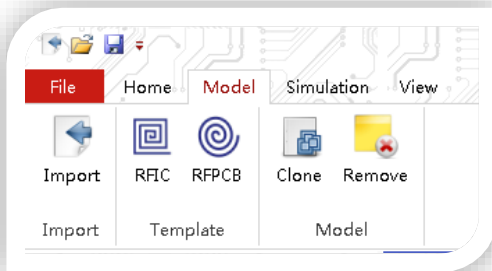 File Home Model Simulation View
Import RFIC RFPCB Clone Remove
Import Template Model